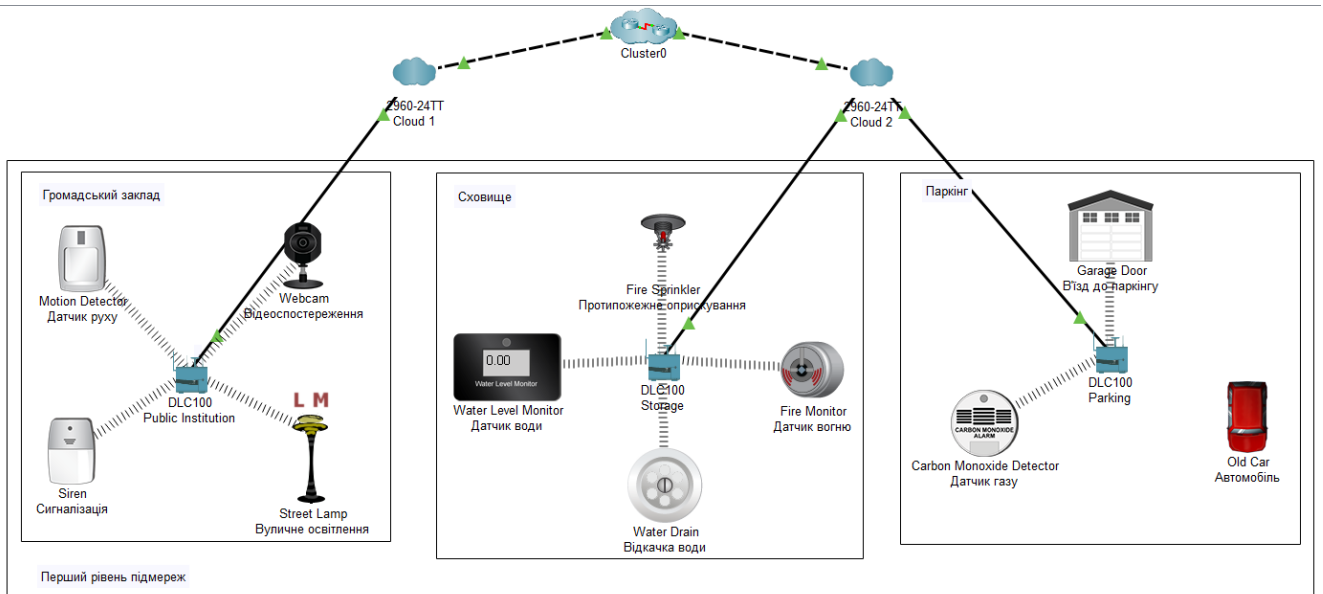 Cluster0
2960-24TT
Cloud 1
2960-24TT
Cloud 2
Громадський заклад
Motion Detector
Датчик руху
Webcam
Відеоспостереження
DLC100
Public Institution
Siren
Сигналізація
L M
Street Lamp
Вуличне освітлення
Сховище
Fire Sprinkler
Протипожежне оприскування
0.00
Water Level Monitor
Water Level Monitor
Датчик води
DLC100
Storage
Fire Monitor
Датчик вогню
Water Drain
Відкачка води
Паркінг
Garage Door
В'їзд до паркінгу
DLC100
Parking
CARBON MONOXIDE
ALARM
Carbon Monoxide Detector
Датчик газу
Old Car
Автомобіль
Перший рівень підмереж